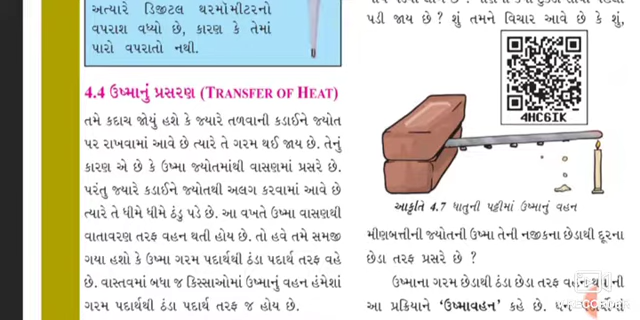 અત્યારે ડિજીટલ થરમૉમીટરનો
વપરાશ વધ્યો છે, કારણ કે તેમાં
પારો વપરાતો નથી.
4.4 ઉષ્માનું પ્રસરણ (TRANSFER OF HEAT)
તમે કદાચ જોયું હશે કે જ્યારે તળવાની કડાઈને જ્યોત
પર રાખવામાં આવે છે ત્યારે તે ગરમ થઈ જાય છે. તેનું
કારણ એ છે કે ઉષ્મા જ્યોતમાંથી વાસણમાં પ્રસરે છે.
પરંતુ જ્યારે કડાઈને જ્યોતથી અલગ કરવામાં આવે છે
ત્યારે તે ધીમે ધીમે ઠંડુ પડે છે. આ વખતે ઉષ્મા વાસણથી
વાતાવરણ તરફ વહન થતી હોય છે. તો હવે તમે સમજી
ગયા હશો કે ઉષ્મા ગરમ પદાર્થથી ઠંડા પદાર્થ તરફ વહે
છે. વાસ્તવમાં બધા જ કિસ્સાઓમાં ઉષ્માનું વહન હંમેશાં
ગરમ પદાર્થથી ઠંડા પદાર્થ તરફ જ હોય છે.
પડી જાય છે ? શું તમને વિચાર આવે છે કે શું,
4HC6IK
આકૃતિ 4.7 ધાતુની પટ્ટીમાં ઉષ્માનું વહન
મીણબત્તીની જ્યોતની ઉષ્મા તેની નજીકના છેડાથી દૂરના
છેડા તરફ પ્રસરે છે ?
ઉષ્માના ગરમ છેડાથી ઠંડા છેડા તરફ વહન
આ પ્રક્રિયાને ‘ઉષ્માવહન’ કહે છે.